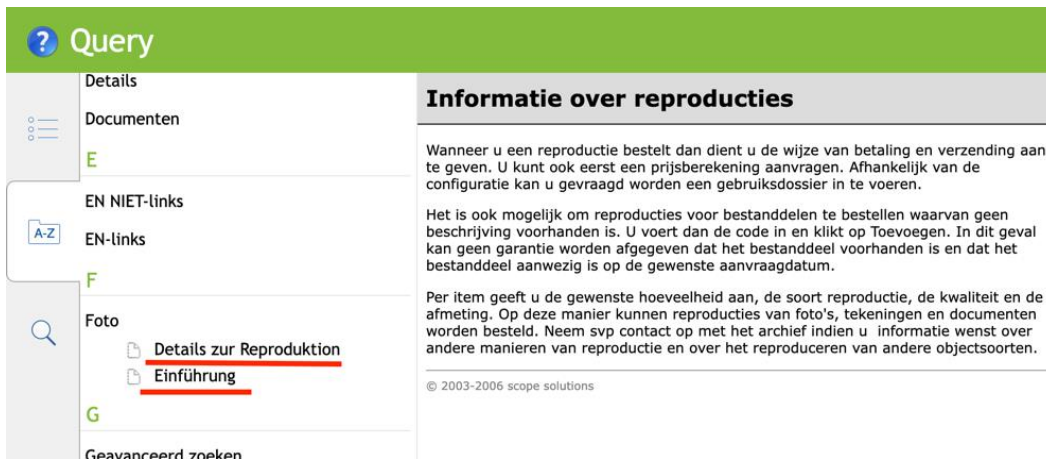 ? Query
Details
Documenten
E
EN NIET-links
A-Z
EN-links
F
Foto
Details zur Reproduktion
Einführung
G
Geavanceerd zoeken
Informatie over reproducties
Wanneer u een reproductie bestelt dan dient u de wijze van betaling en verzending aan
te geven. U kunt ook eerst een prijsberekening aanvragen. Afhankelijk van de
configuratie kan u gevraagd worden een gebruiksdossier in te voeren.
Het is ook mogelijk om reproducties voor bestanddelen te bestellen waarvan geen
beschrijving voorhanden is. U voert dan de code in en klikt op Toevoegen. In dit geval
kan geen garantie worden afgegeven dat het bestanddeel voorhanden is en dat het
bestanddeel aanwezig is op de gewenste aanvraagdatum.
Per item geeft u de gewenste hoeveelheid aan, de soort reproductie, de kwaliteit en de
afmeting. Op deze manier kunnen reproducties van foto's, tekeningen en documenten
worden besteld. Neem svp contact op met het archief indien u informatie wenst over
andere manieren van reproductie en over het reproduceren van andere objectsoorten.
© 2003-2006 scope solutions